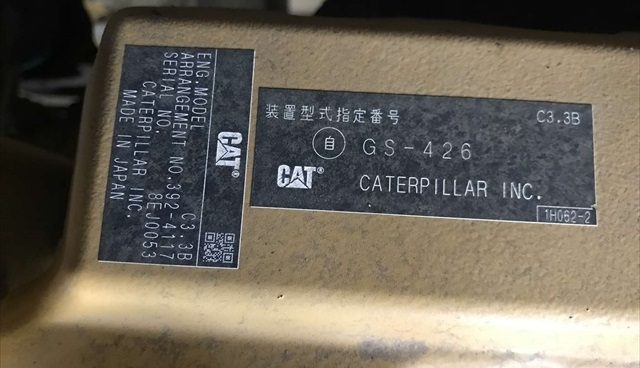 ENG.MODEL C3.3B
ARRANGEMENT NO.392-4117
SERIAL NO. 8EJ0053
CATERPILLAR INC.
MADE IN JAPAN
CAT®
装置型式指定番号 C3.3B
自 GS-426
CAT® CATERPILLAR INC.
1H062-2